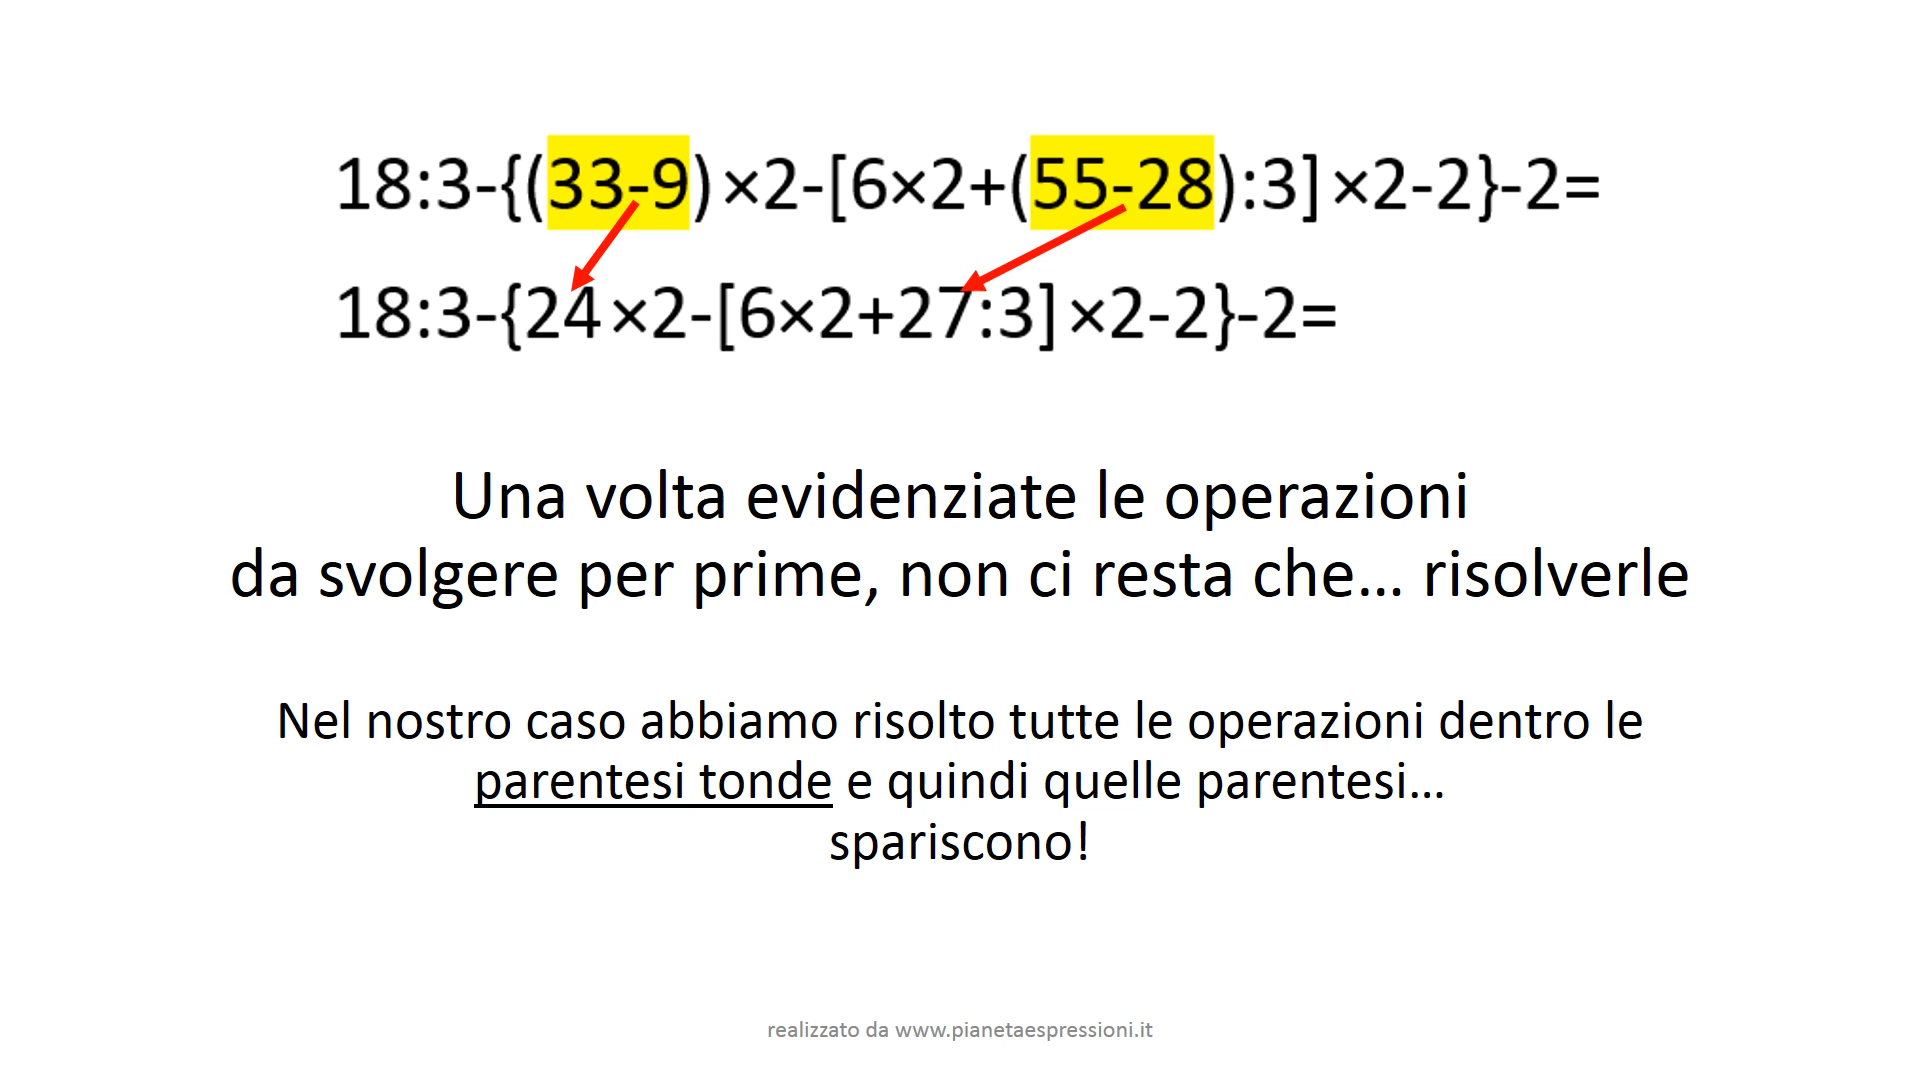 18:3-{(33-9)×2-[6×2+(55-28):3]×2-2}-2=
18:3-{24×2-[6×2+27:3]×2-2}-2=
Una volta evidenziate le operazioni
da svolgere per prime, non ci resta che... risolverle
Nel nostro caso abbiamo risolto tutte le operazioni dentro le
parentesi tonde e quindi quelle parentesi...
spariscono!
realizzato da www.pianetaespressioni.it